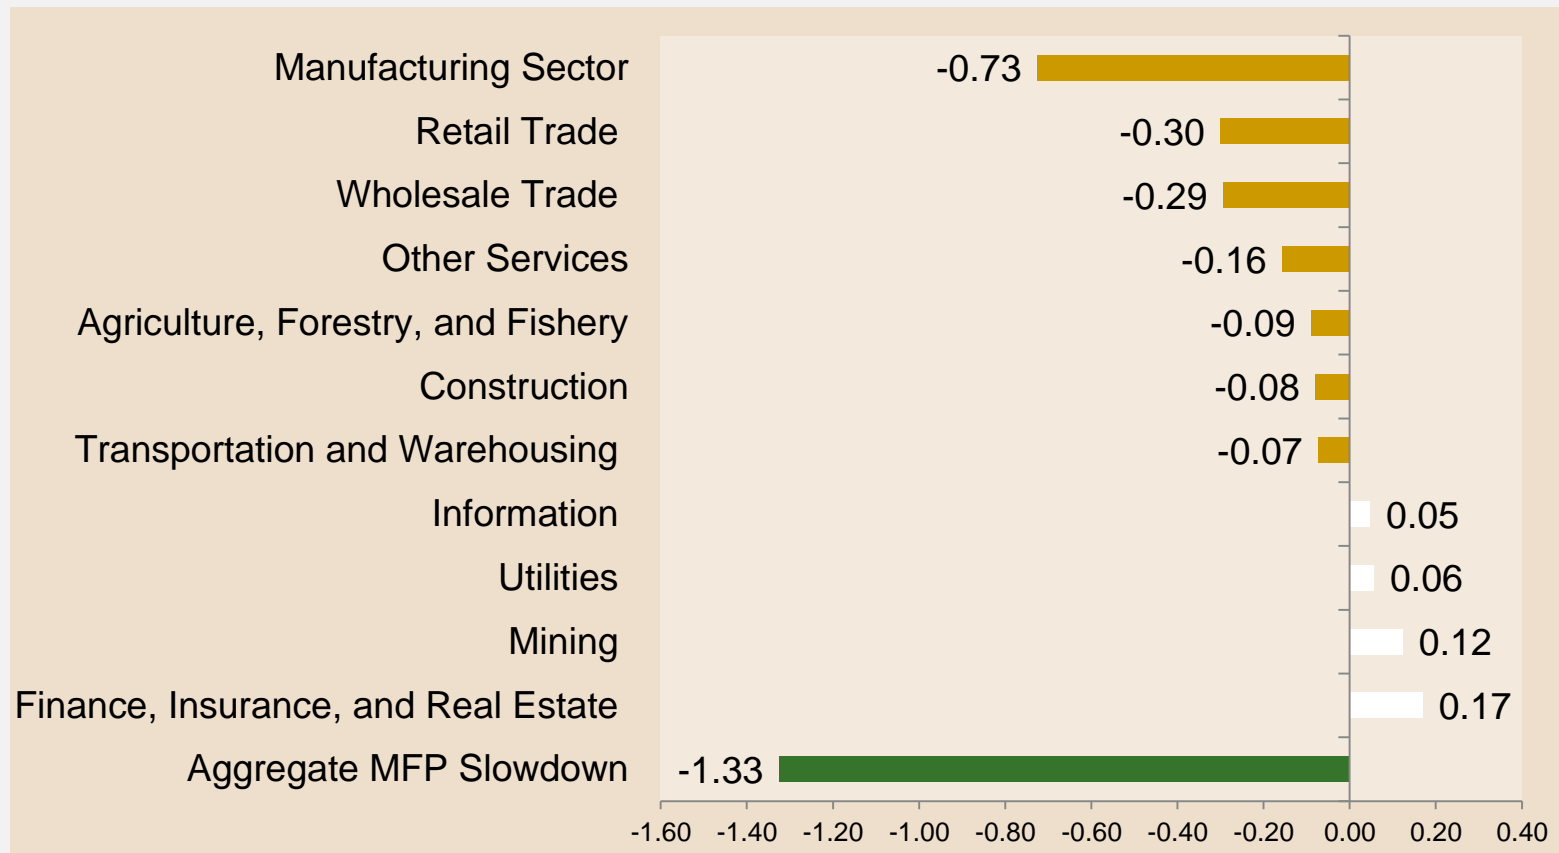 Manufacturing Sector -0.73
Retail Trade -0.30
Wholesale Trade -0.29
Other Services -0.16
Agriculture, Forestry, and Fishery -0.09
Construction -0.08
Transportation and Warehousing -0.07
Information 0.05
Utilities 0.06
Mining 0.12
Finance, Insurance, and Real Estate 0.17
Aggregate MFP Slowdown -1.33
-1.60 -1.40 -1.20 -1.00 -0.80 -0.60 -0.40 -0.20 0.00 0.20 0.40